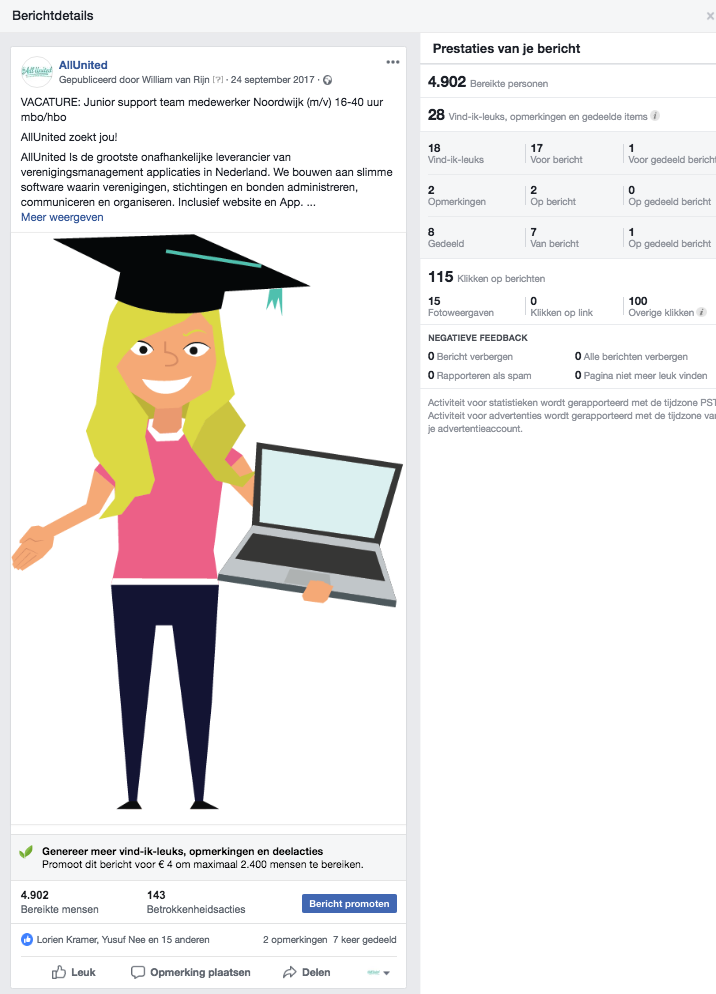 Berichtdetails
AllUnited
Gepubliceerd door William van Rijn [?] · 24 september 2017 ·
VACATURE: Junior support team medewerker Noordwijk (m/v) 16-40 uur
mbo/hbo
AllUnited zoekt jou!
AllUnited Is de grootste onafhankelijke leverancier van
verenigingsmanagement applicaties in Nederland. We bouwen aan slimme
software waarin verenigingen, stichtingen en bonden administreren,
communiceren en organiseren. Inclusief website en App. ...
Meer weergeven
Genereer meer vind-ik-leuks, opmerkingen en deelacties
Promoot dit bericht voor € 4 om maximaal 2.400 mensen te bereiken.
4.902 143
Bereikte mensen Betrokkenheidsacties
Bericht promoten
Lorien Kramer, Yusuf Nee en 15 anderen 2 opmerkingen 7 keer gedeeld
Leuk Opmerking plaatsen Delen
Prestaties van je bericht
4.902 Bereikte personen
28 Vind-ik-leuks, opmerkingen en gedeelde items
18 17 1
Vind-ik-leuks Voor bericht Voor gedeeld bericht
2 2 0
Opmerkingen Op bericht Op gedeeld bericht
8 7 1
Gedeeld Van bericht Op gedeeld bericht
115 Klikken op berichten
15 0 100
Fotoweergaven Klikken op link Overige klikken
NEGATIEVE FEEDBACK
0 Bericht verbergen 0 Alle berichten verbergen
0 Rapporteren als spam 0 Pagina niet meer leuk vinden
Activiteit voor statistieken wordt gerapporteerd met de tijdzone PST
Activiteit voor advertenties wordt gerapporteerd met de tijdzone va
je advertentieaccount.